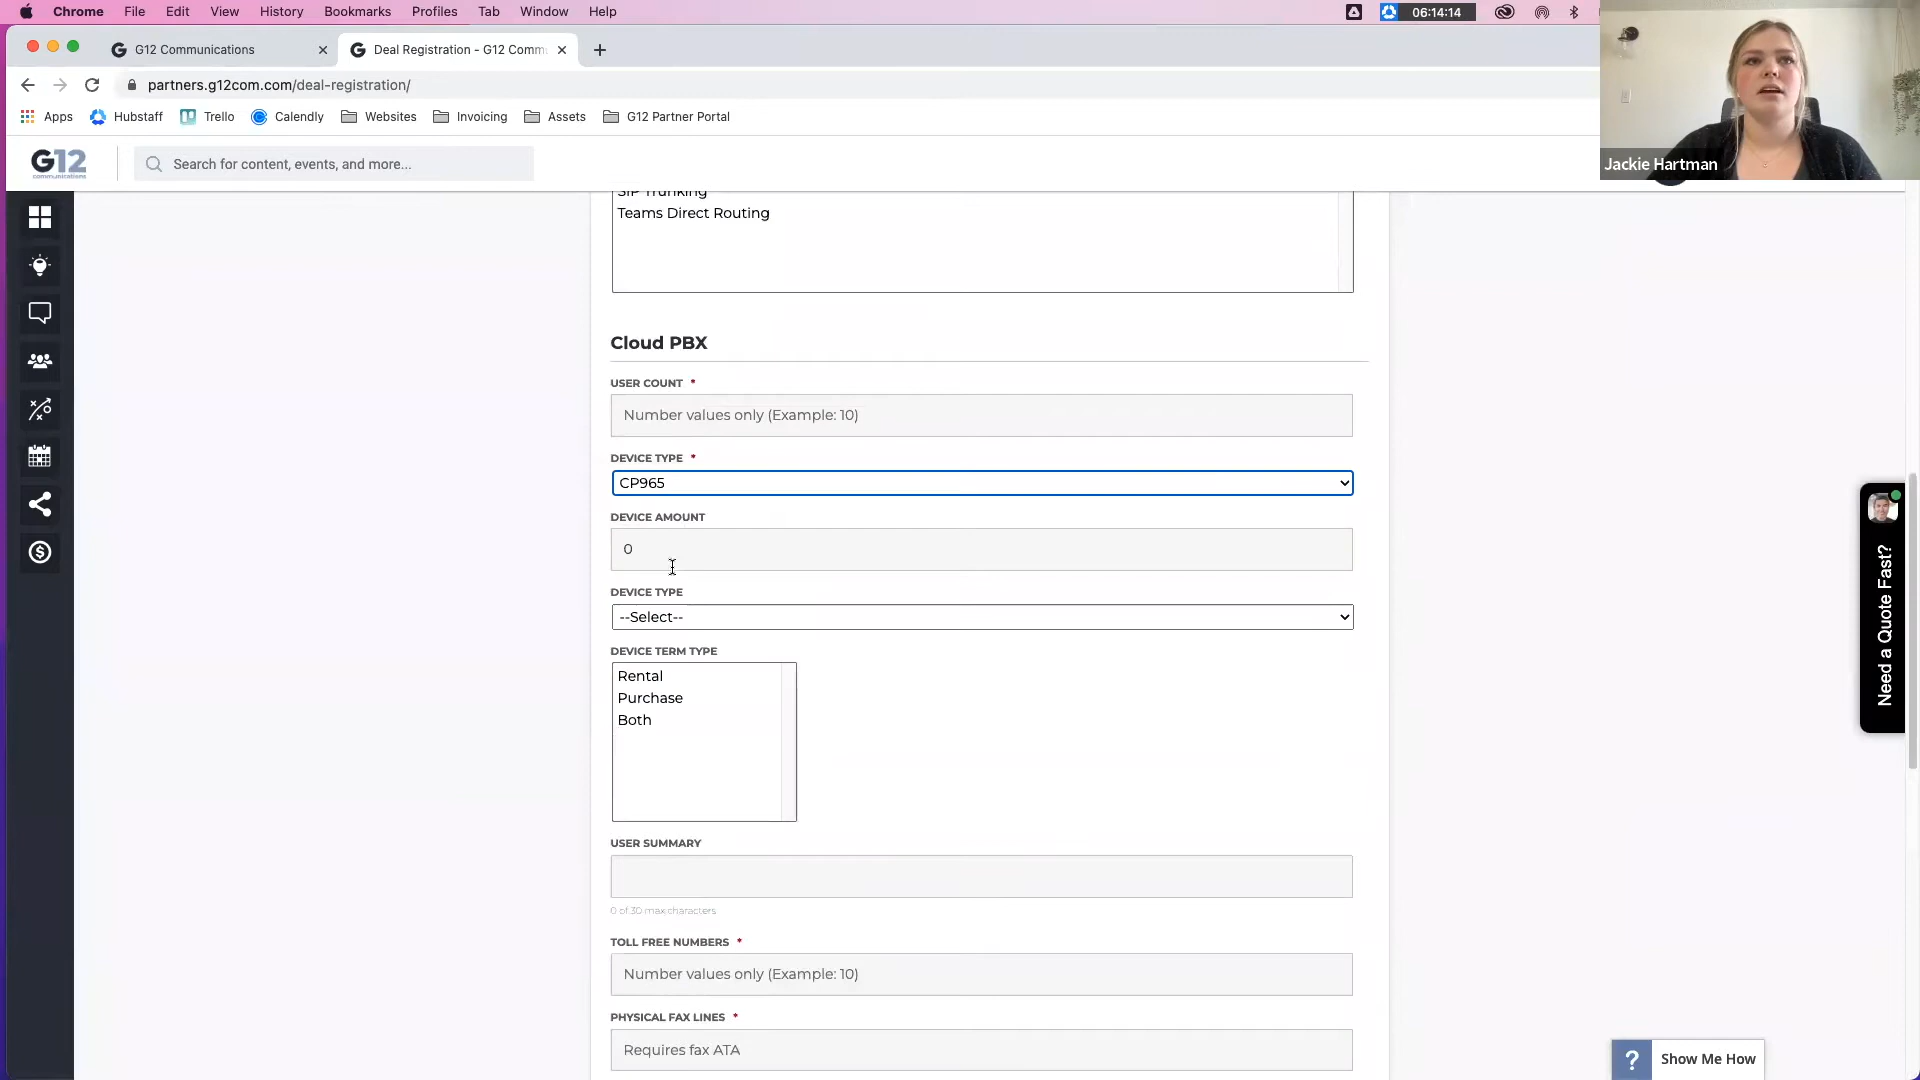 Chrome File Edit View History Bookmarks Profiles Tab Window Help 06:14:14
G12 Communications
Deal Registration - G12 Comm
partners.g12com.com/deal-registration/
Apps Hubstaff Trello Calendly Websites Invoicing Assets G12 Partner Portal
Jackie Hartman
G12
communications
Search for content, events, and more...
SIP Trunking
Teams Direct Routing
Cloud PBX
USER COUNT *
Number values only (Example: 10)
DEVICE TYPE *
CP965
DEVICE AMOUNT
0
DEVICE TYPE
--Select--
DEVICE TERM TYPE
Rental
Purchase
Both
USER SUMMARY
0 of 30 max characters
TOLL FREE NUMBERS *
Number values only (Example: 10)
PHYSICAL FAX LINES *
Requires fax ATA
Need a Quote Fast?
? Show Me How